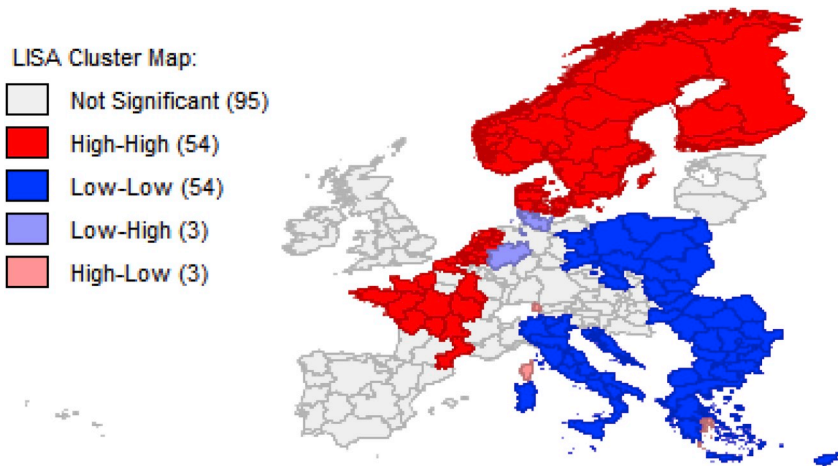 LISA Cluster Map:
Not Significant (95)
High-High (54)
Low-Low (54)
Low-High (3)
High-Low (3)